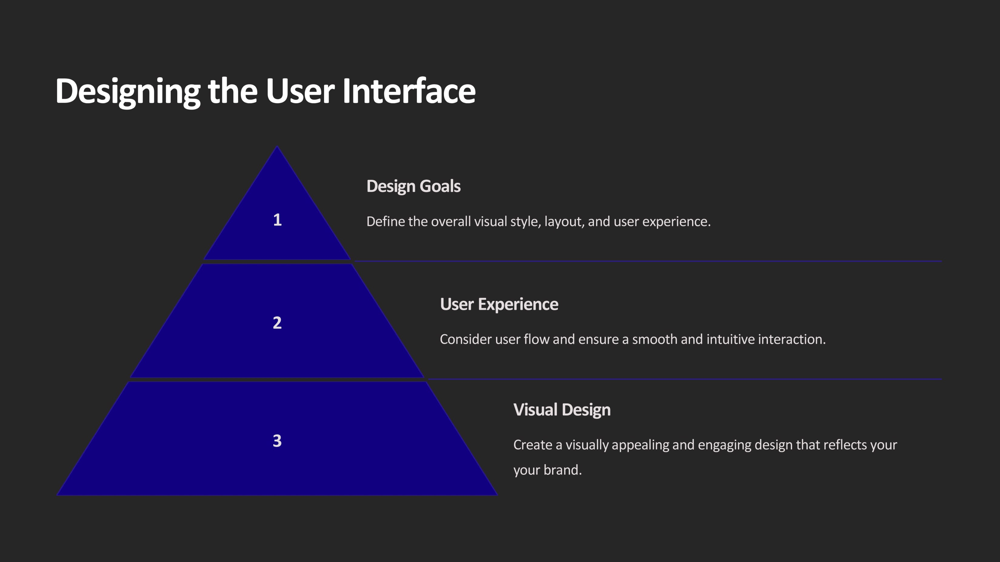 Designing the User Interface
Design Goals
1
Define the overall visual style, layout, and user experience.
User Experience
2
Consider user flow and ensure a smooth and intuitive interaction.
Visual Design
3
Create a visually appealing and engaging design that reflects your
your brand.